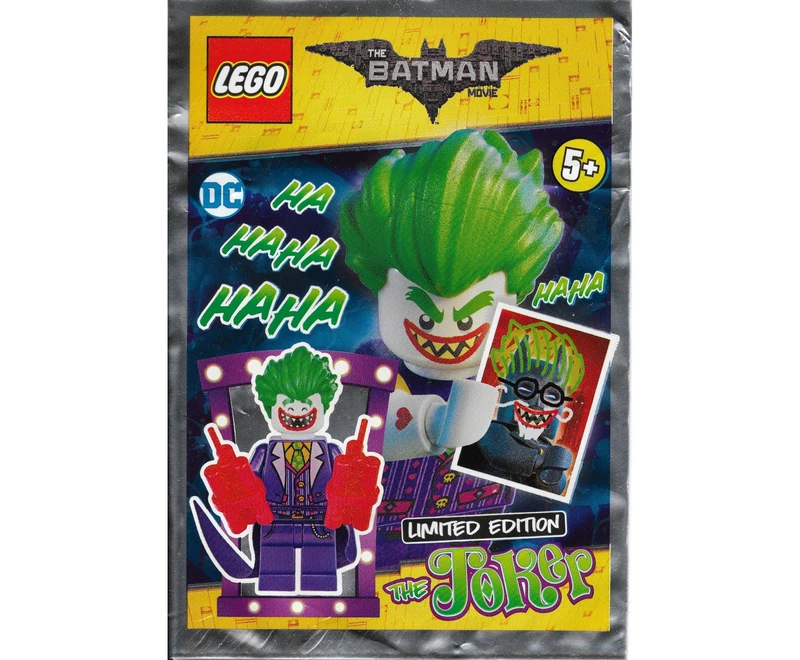 LEGO
THE
BATMAN
MOVIE
5+
DC
HA
HAHA
HAHA
HAHA
LIMITED EDITION
THE Joker